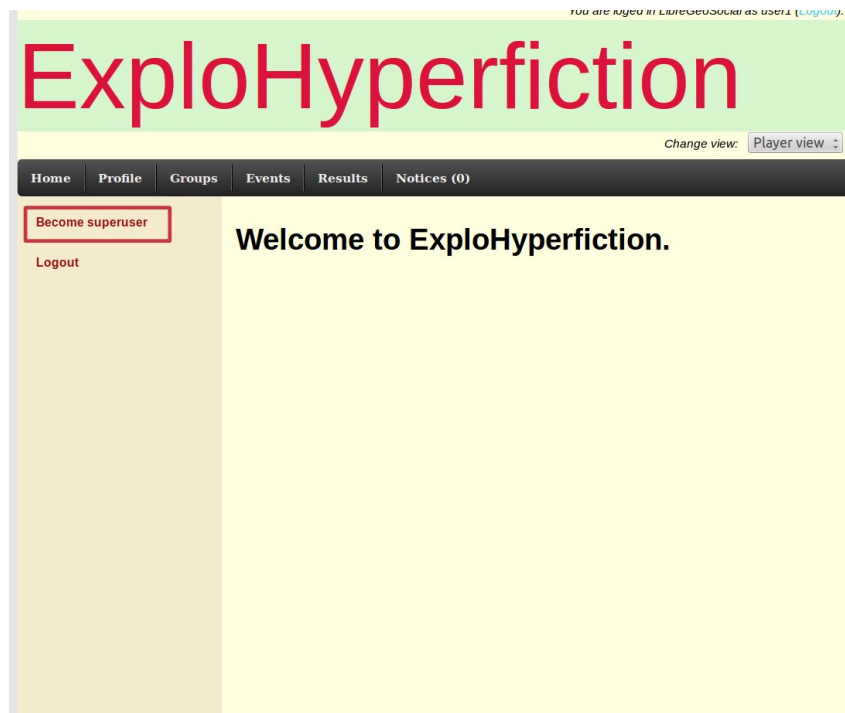 You are loged in LibreGeoSocial as user1 (Logout).
ExploHyperfiction
Change view: Player view
Home Profile Groups Events Results Notices (0)
Become superuser
Logout
Welcome to ExploHyperfiction.